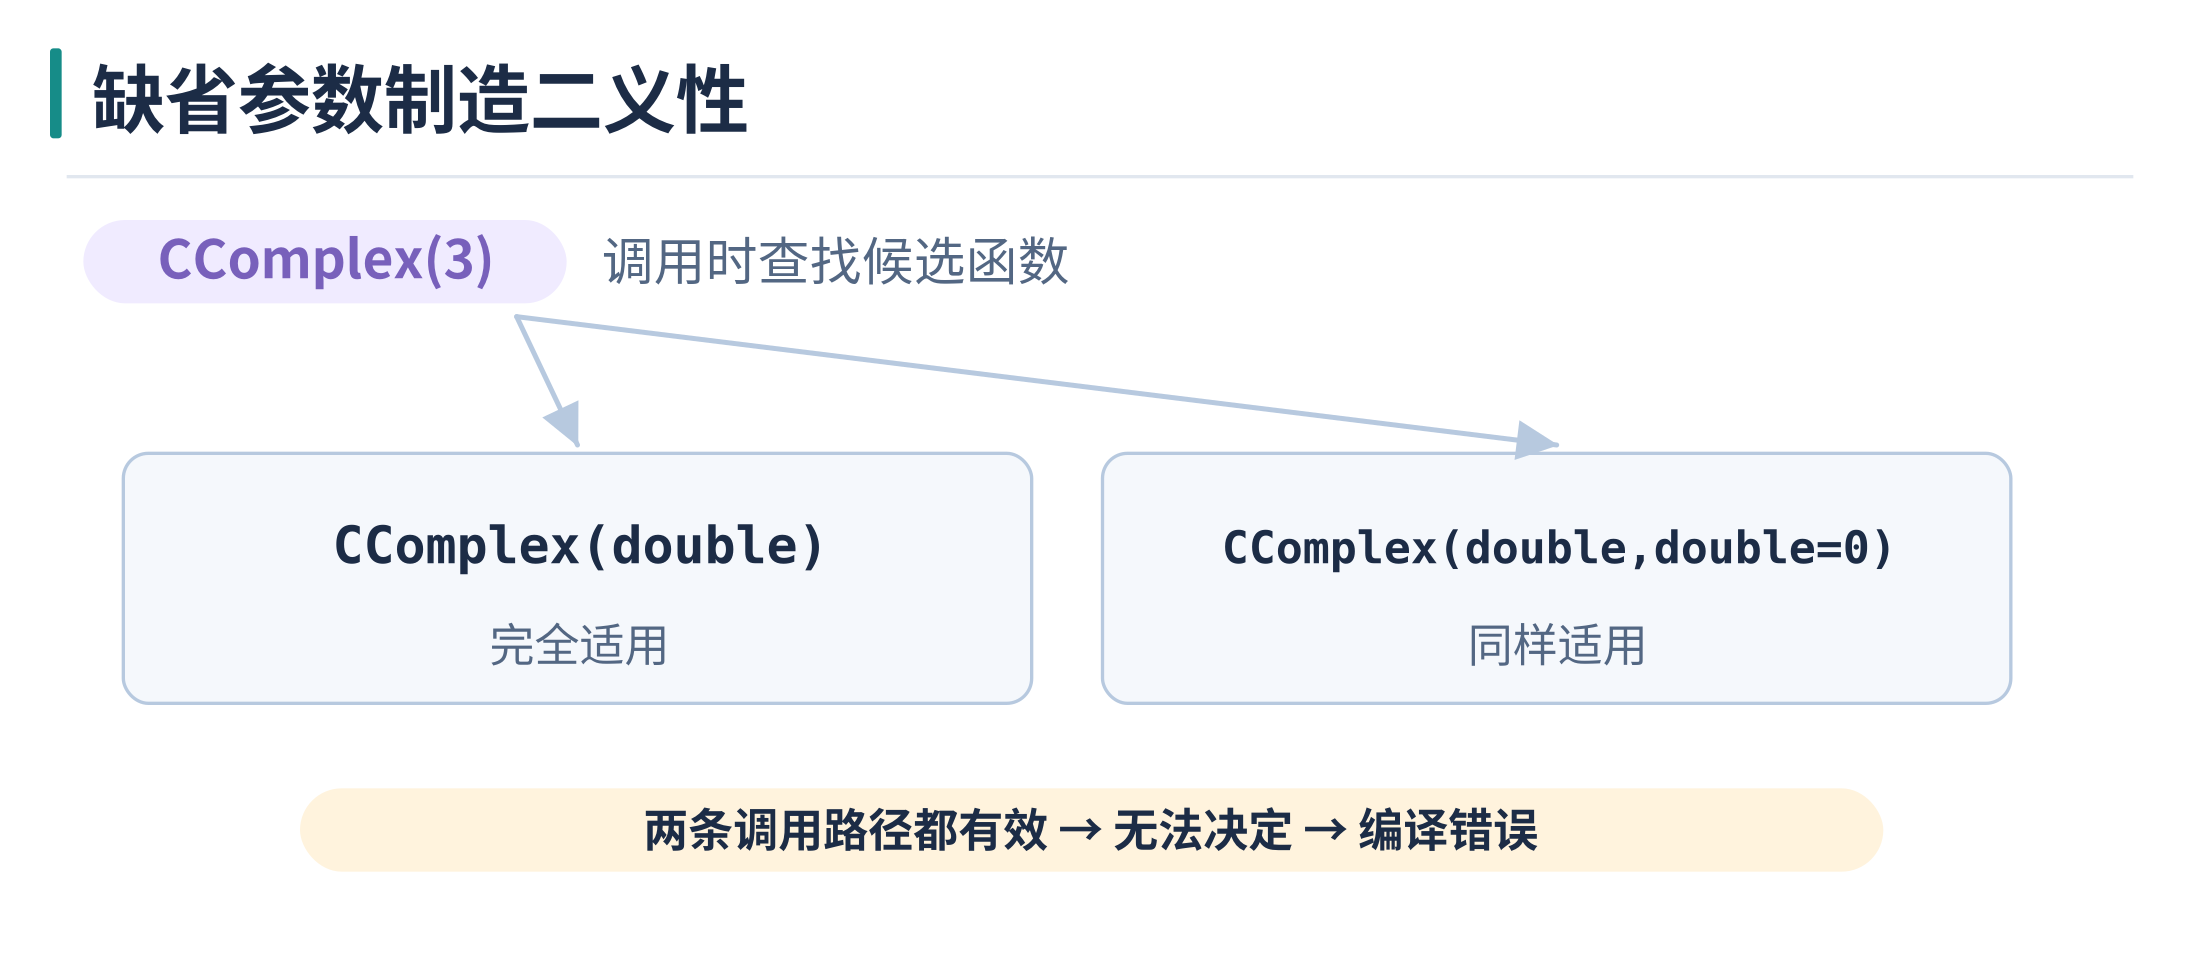 缺省参数制造二义性
CComplex(3) 调用时查找候选函数
CComplex(double)
完全适用
CComplex(double,double=0)
同样适用
两条调用路径都有效 → 无法决定 → 编译错误